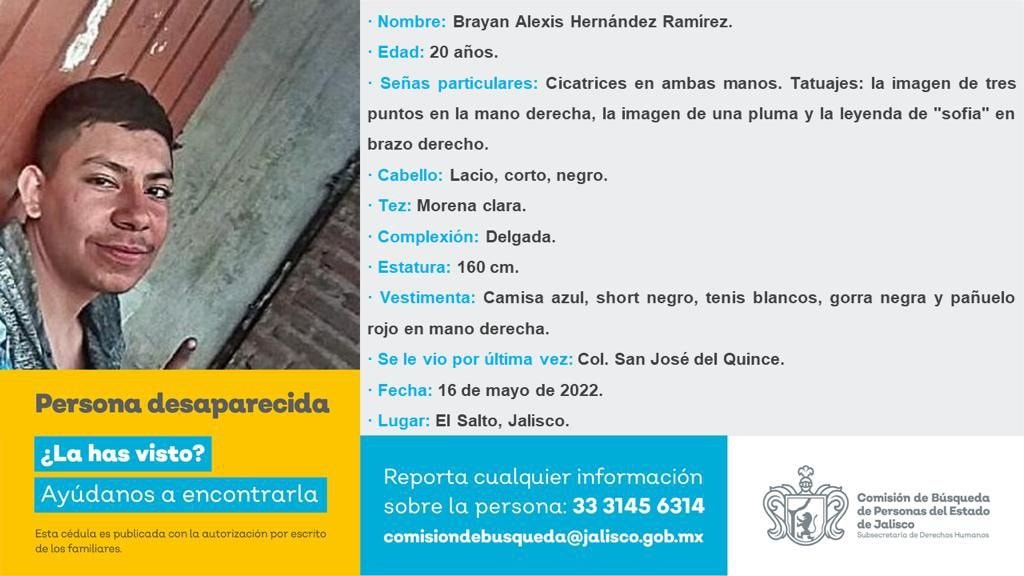 · Nombre: Brayan Alexis Hernández Ramírez.
· Edad: 20 años.
· Señas particulares: Cicatrices en ambas manos. Tatuajes: la imagen de tres
puntos en la mano derecha, la imagen de una pluma y la leyenda de "sofia" en
brazo derecho.
· Cabello: Lacio, corto, negro.
· Tez: Morena clara.
· Complexión: Delgada.
· Estatura: 160 cm.
· Vestimenta: Camisa azul, short negro, tenis blancos, gorra negra y pañuelo
rojo en mano derecha.
· Se le vio por última vez: Col. San José del Quince.
· Fecha: 16 de mayo de 2022.
· Lugar: El Salto, Jalisco.
Persona desaparecida
¿La has visto?
Ayúdanos a encontrarla
Esta cédula es publicada con la autorización por escrito
de los familiares.
Reporta cualquier información
sobre la persona: 33 3145 6314
comisiondebusqueda@jalisco.gob.mx
Comisión de Búsqueda
de Personas del Estado
de Jalisco
Subsecretaría de Derechos Humanos